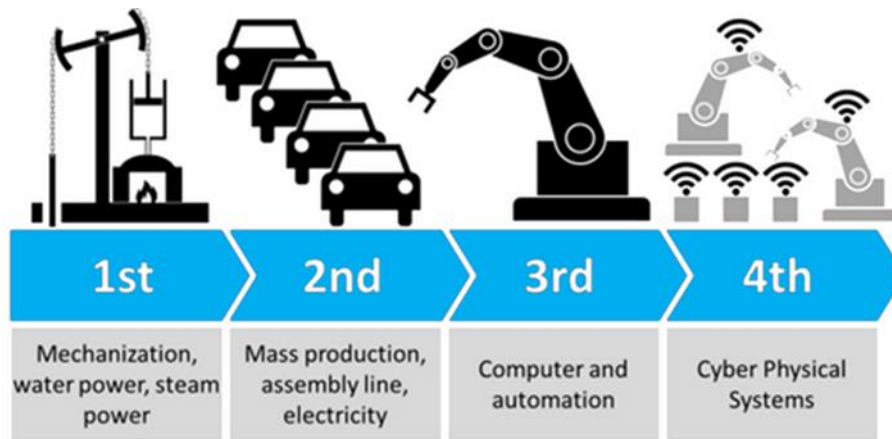 1st
2nd
3rd
4th
Mechanization,
water power, steam
power
Mass production,
assembly line,
electricity
Computer and
automation
Cyber Physical
Systems